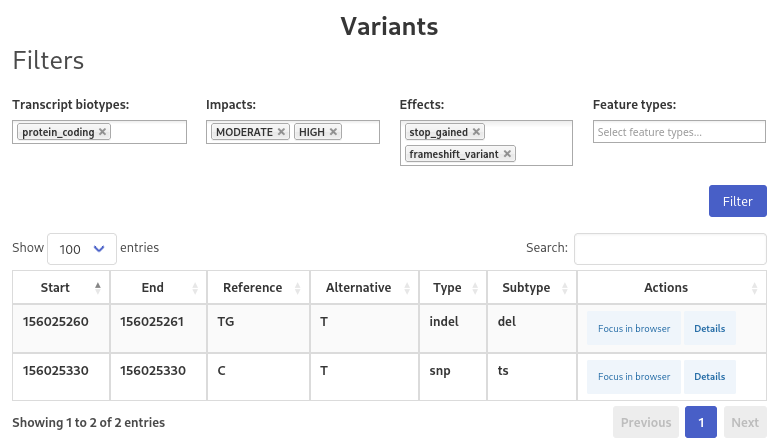 Variants
Filters
Transcript biotypes: Impacts: Effects: Feature types:
protein_coding × MODERATE × HIGH × stop_gained × Select feature types...
frameshift_variant ×
Filter
Show 100 entries Search:
Start End Reference Alternative Type Subtype Actions
156025260 156025261 TG T indel del Focus in browser Details
156025330 156025330 C T snp ts Focus in browser Details
Showing 1 to 2 of 2 entries Previous 1 Next